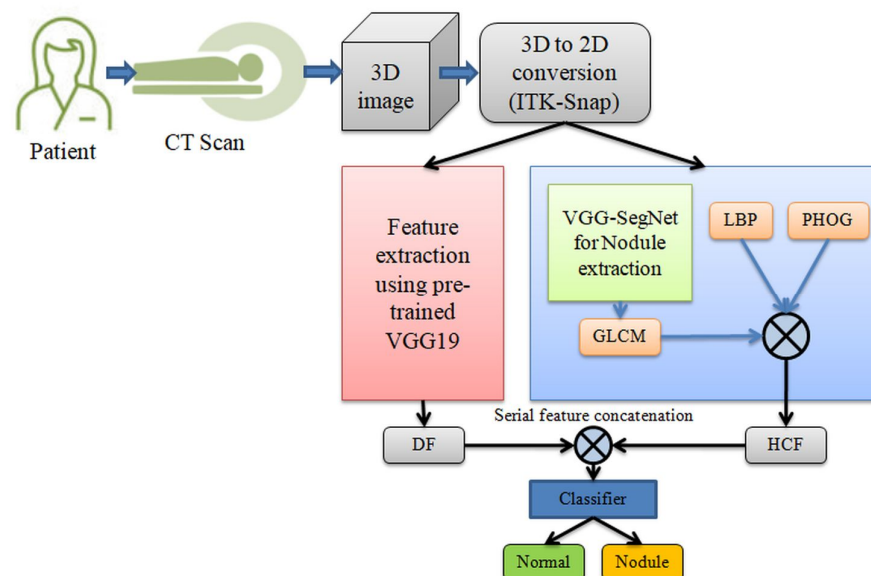 Patient
CT Scan
3D
image
3D to 2D
conversion
(ITK-Snap)
Feature
extraction
using pre-
trained
VGG19
VGG-SegNet
for Nodule
extraction
LBP
PHOG
GLCM
Serial feature concatenation
DF
HCF
Classifier
Normal
Nodule